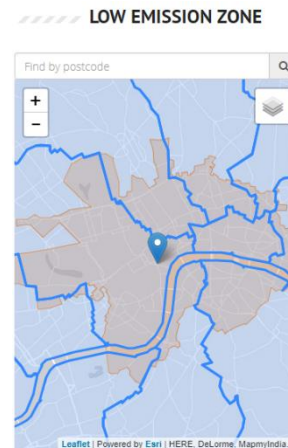 LOW EMISSION ZONE
Find by postcode
+
−
Leaflet | Powered by Esri | HERE, DeLorme, MapmyIndia,